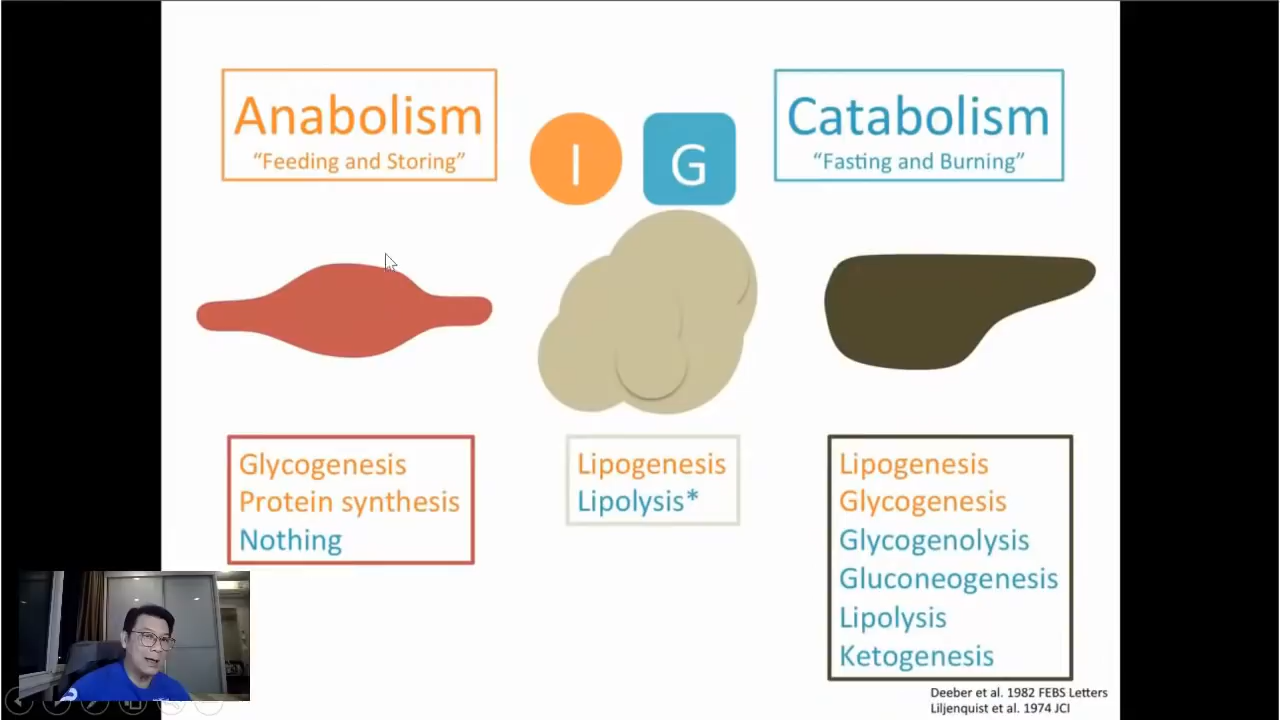 Anabolism
“Feeding and Storing”
I
G
Catabolism
“Fasting and Burning”
Glycogenesis
Protein synthesis
Nothing
Lipogenesis
Lipolysis*
Lipogenesis
Glycogenesis
Glycogenolysis
Gluconeogenesis
Lipolysis
Ketogenesis
Deeber et al. 1982 FEBS Letters
Liljenquist et al. 1974 JCI